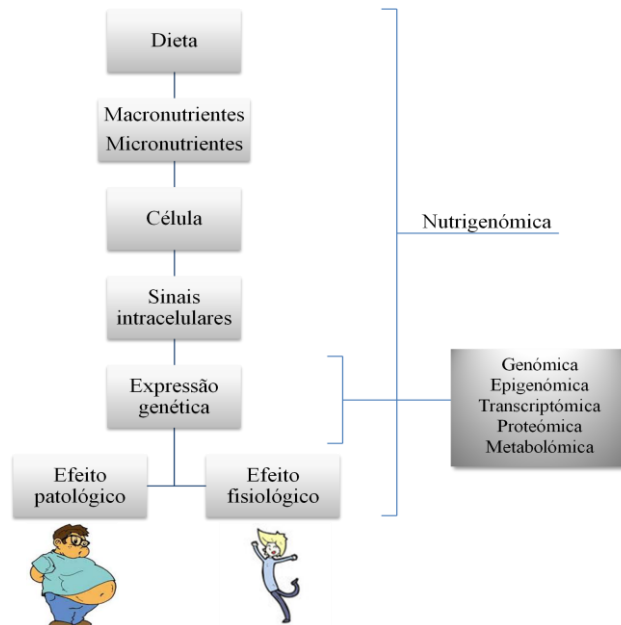 Dieta
Macronutrientes
Micronutrientes
Célula
Nutrigenómica
Sinais
intracelulares
Expressão
genética
Genómica
Epigenómica
Transcriptómica
Proteómica
Metabolómica
Efeito
patológico
Efeito
fisiológico